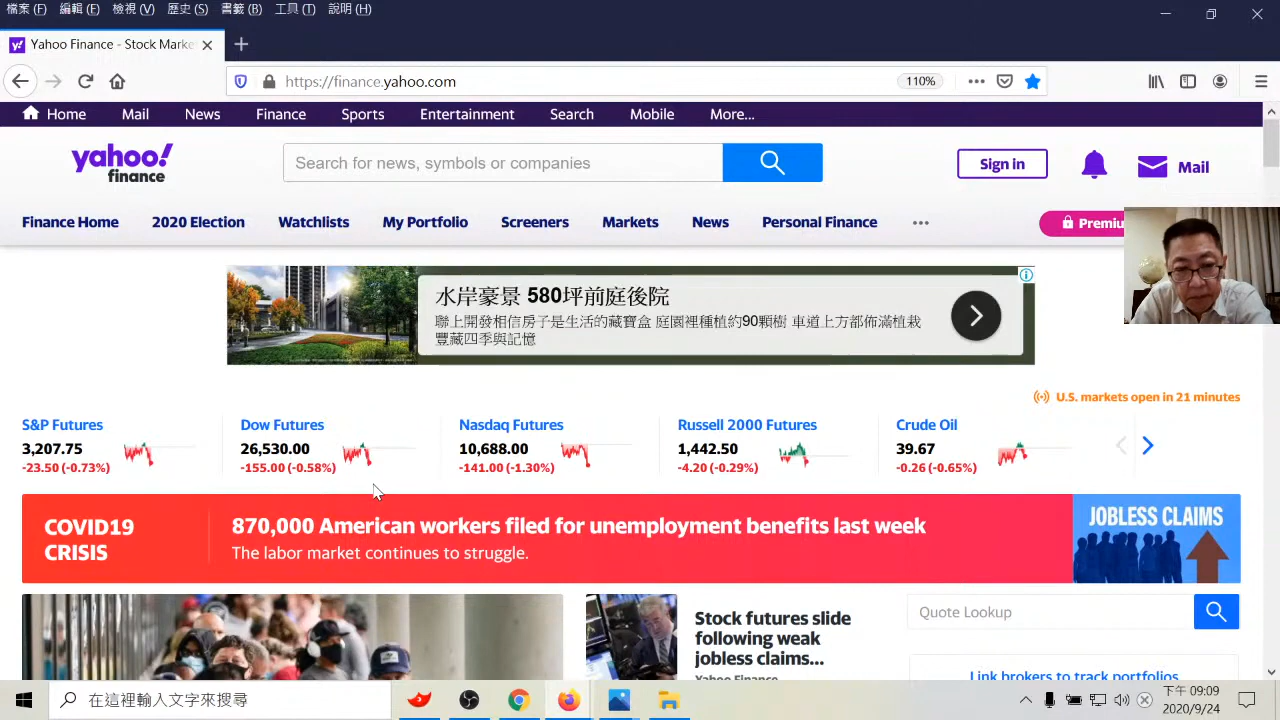 檔案(F) 編輯(E) 檢視(V) 歷史(S) 書籤(B) 工具(T) 說明(H)
Yahoo Finance - Stock Marke
https://finance.yahoo.com
110%
Home Mail News Finance Sports Entertainment Search Mobile More...
yahoo!
finance
Search for news, symbols or companies
Sign in
Mail
Finance Home 2020 Election Watchlists My Portfolio Screeners Markets News Personal Finance
Premiu
水岸豪景 580坪前庭後院
聯上開發相信房子是生活的藏寶盒 庭園裡種植約90顆樹 車道上方都佈滿植栽
豐藏四季與記憶
U.S. markets open in 21 minutes
S&P Futures Dow Futures Nasdaq Futures Russell 2000 Futures Crude Oil
3,207.75 26,530.00 10,688.00 1,442.50 39.67
-23.50 (-0.73%) -155.00 (-0.58%) -141.00 (-1.30%) -4.20 (-0.29%) -0.26 (-0.65%)
COVID19
CRISIS
870,000 American workers filed for unemployment benefits last week
The labor market continues to struggle.
JOBLESS CLAIMS
Stock futures slide
following weak
jobless claims...
Yahoo Finance
Quote Lookup
Link brokers to track portfolios
在這裡輸入文字來搜尋
下午 09:09
2020/9/24